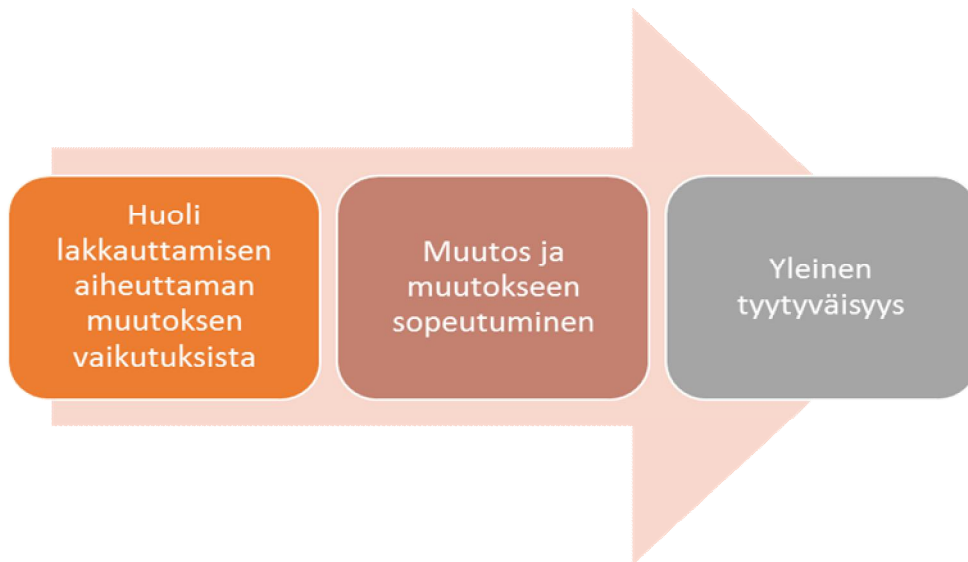 Huoli
lakkauttamisen
aiheuttaman
muutoksen
vaikutuksista
Muutos ja
muutokseen
sopeutuminen
Yleinen
tyytyväisyys